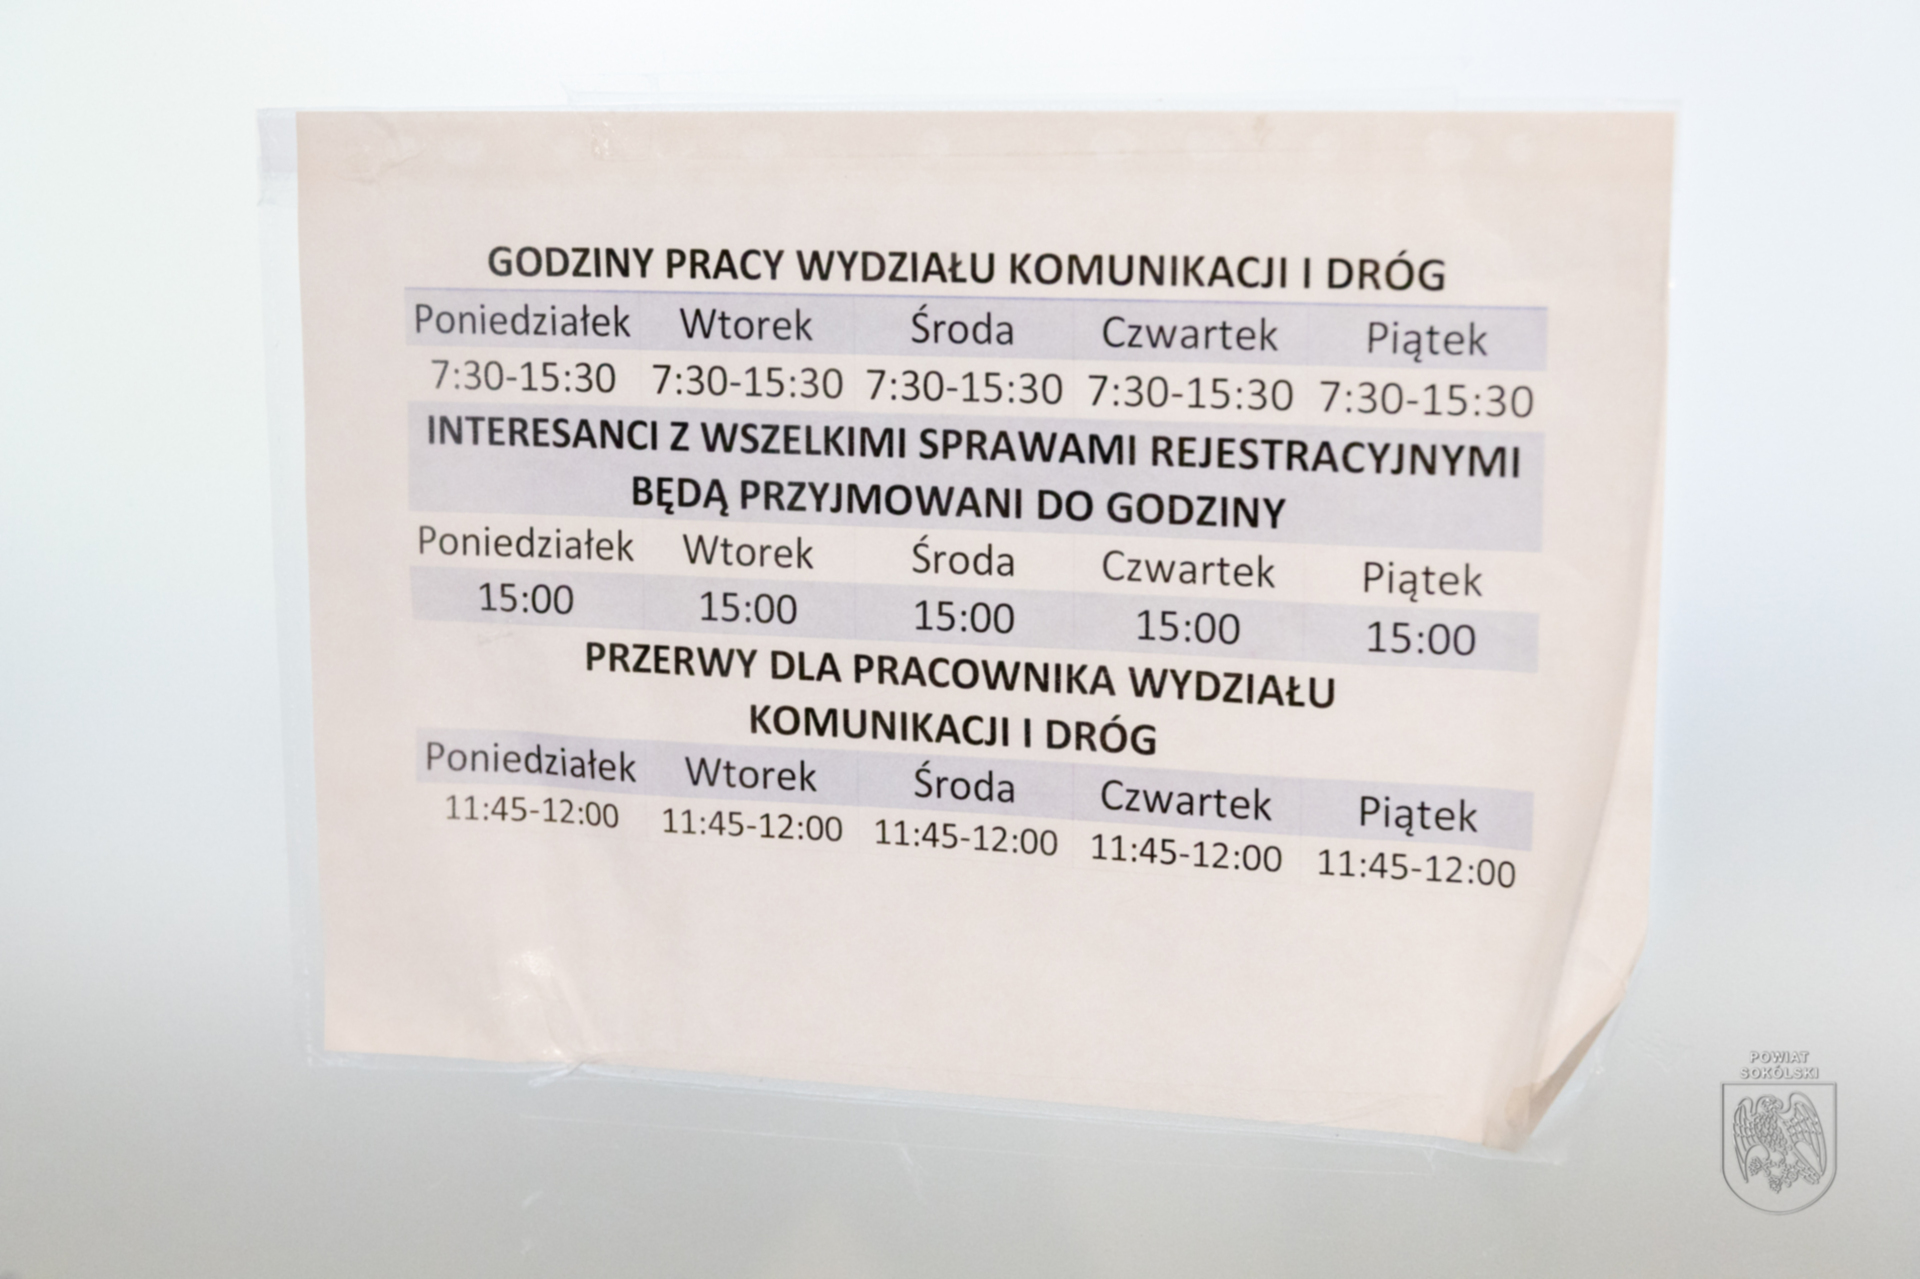 GODZINY PRACY WYDZIAŁU KOMUNIKACJI I DRÓG
Poniedziałek Wtorek Środa Czwartek Piątek
7:30-15:30 7:30-15:30 7:30-15:30 7:30-15:30 7:30-15:30
INTERESANCI Z WSZELKIMI SPRAWAMI REJESTRACYJNYMI
BĘDĄ PRZYJMOWANI DO GODZINY
Poniedziałek Wtorek Środa Czwartek Piątek
15:00 15:00 15:00 15:00 15:00
PRZERWY DLA PRACOWNIKA WYDZIAŁU
KOMUNIKACJI I DRÓG
Poniedziałek Wtorek Środa Czwartek Piątek
11:45-12:00 11:45-12:00 11:45-12:00 11:45-12:00 11:45-12:00
POWIAT
SOKÓLSKI